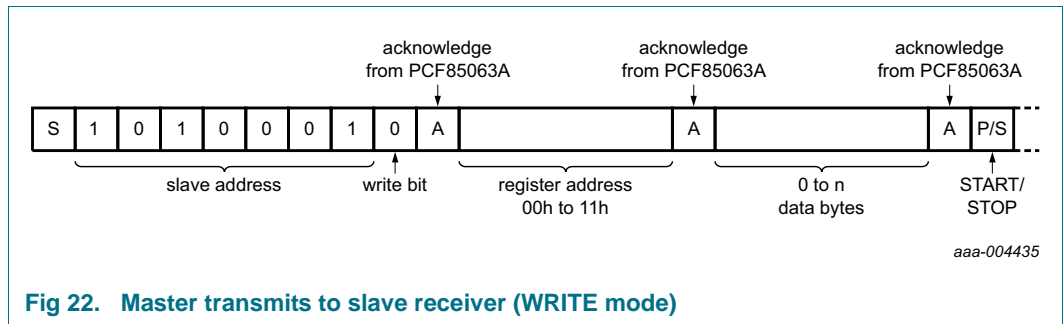 acknowledge from PCF85063A
acknowledge from PCF85063A
acknowledge from PCF85063A
S 1 0 1 0 0 0 1 0 A A A P/S
slave address
write bit
register address 00h to 11h
0 to n data bytes
START/ STOP
aaa-004435
Fig 22. Master transmits to slave receiver (WRITE mode)